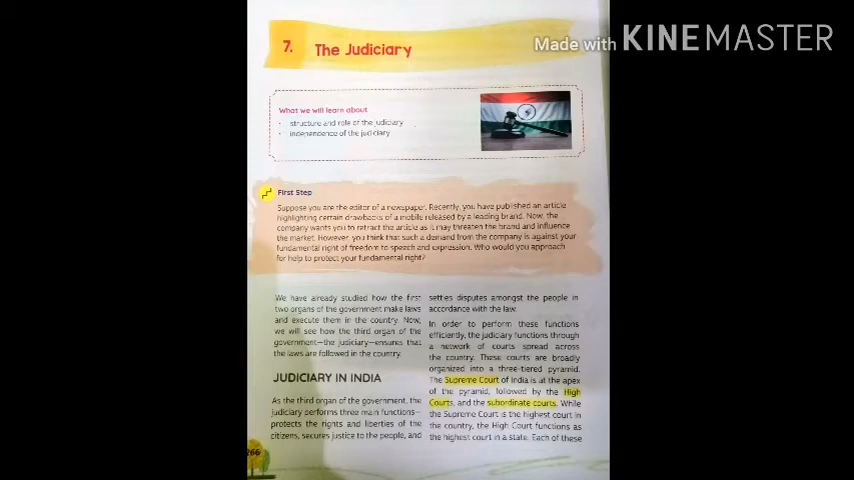 Made with KINEMASTER
7. The Judiciary
What we will learn about
• structure and role of the judiciary
• independence of the judiciary
First Step
Suppose you are the editor of a newspaper. Recently, you have published an article
highlighting certain drawbacks of a mobile released by a leading brand. Now, the
company wants you to retract the article as it may threaten the brand and influence
the market. However, you think that such a demand from the company is against your
fundamental right of freedom to speech and expression. Who would you approach
for help to protect your fundamental right?
We have already studied how the first
two organs of the government make laws
and execute them in the country. Now,
we will see how the third organ of the
government—the judiciary—ensures that
the laws are followed in the country.
JUDICIARY IN INDIA
As the third organ of the government, the
judiciary performs three main functions—
protects the rights and liberties of the
citizens, secures justice to the people, and
settles disputes amongst the people in
accordance with the law.
In order to perform these functions
efficiently, the judiciary functions through
a network of courts spread across
the country. These courts are broadly
organized into a three-tiered pyramid.
The Supreme Court of India is at the apex
of the pyramid, followed by the High
Courts, and the subordinate courts. While
the Supreme Court is the highest court in
the country, the High Court functions as
the highest court in a state. Each of these
266